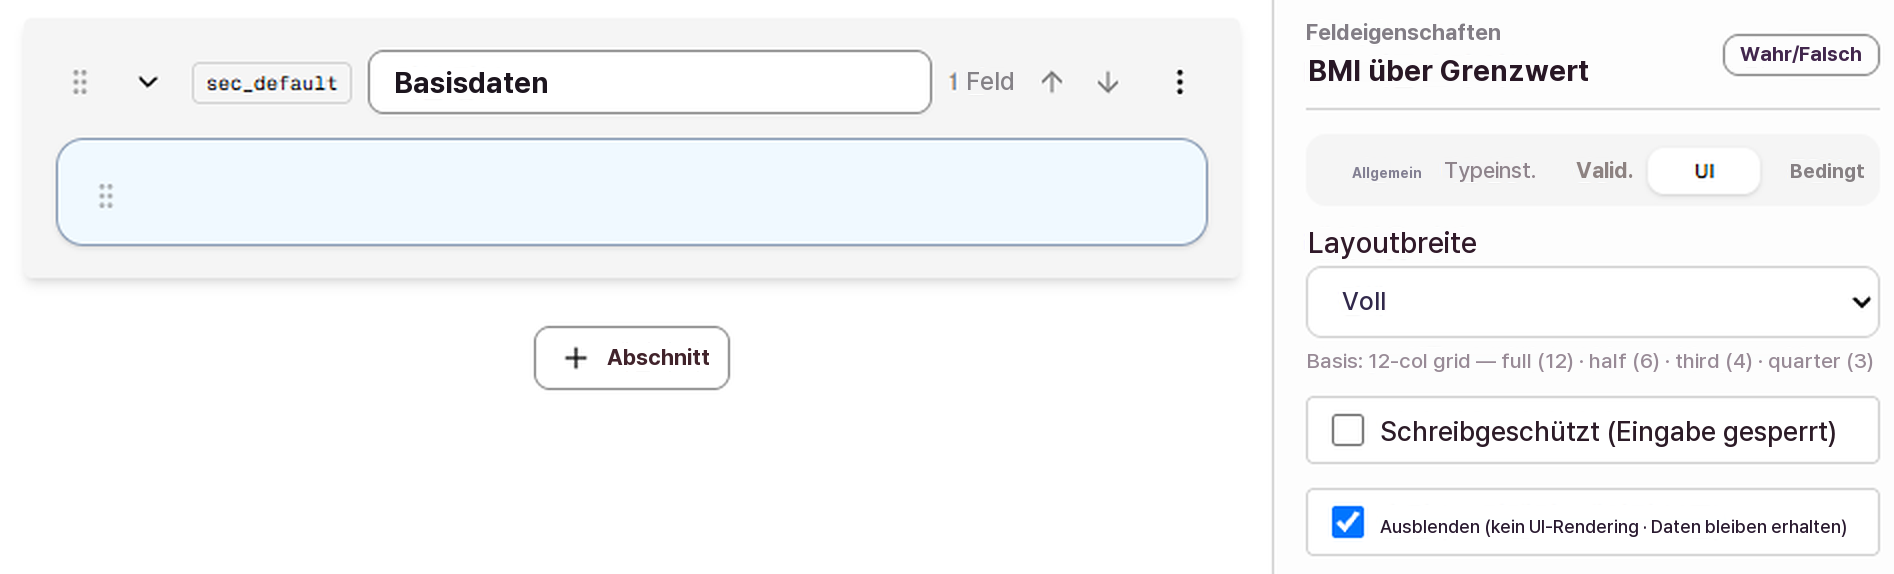 sec_default
Basisdaten
1 Feld
Abschnitt
Feldeigenschaften
BMI über Grenzwert
Wahr/Falsch
Allgemein
Typeinst.
Valid.
UI
Bedingt
Layoutbreite
Voll
Basis: 12-col grid — full (12) · half (6) · third (4) · quarter (3)
Schreibgeschützt (Eingabe gesperrt)
Ausblenden (kein UI-Rendering · Daten bleiben erhalten)